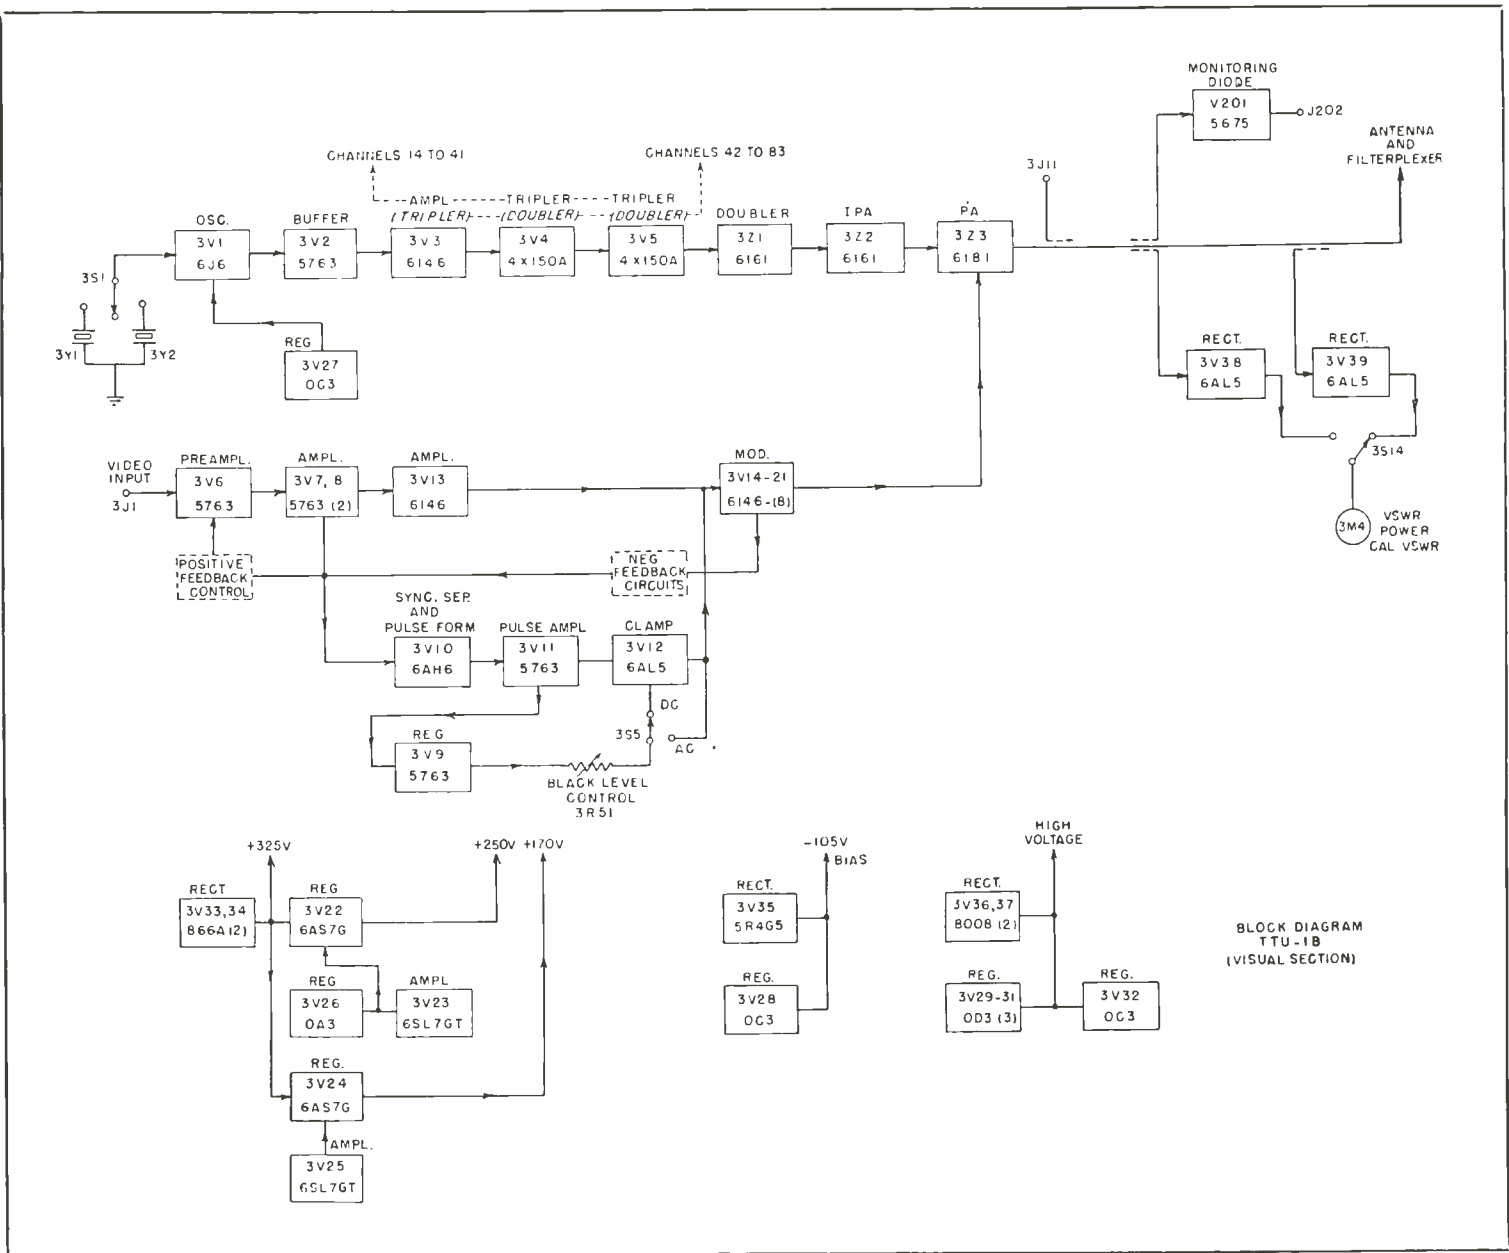 MONITORING
DIODE
V201
5675
J202
ANTENNA
AND
FILTERPLEXER
CHANNELS 14 TO 41
CHANNELS 42 TO 83
3J11
AMPL
TRIPLER
TRIPLER
(TRIPLER)
(DOUBLER)
(DOUBLER)
OSC.
3V1
6J6
BUFFER
3V2
5763
3V3
6146
3V4
4X150A
3V5
4X150A
DOUBLER
3Z1
6161
IPA
3Z2
6161
PA
3Z3
6181
3S1
3Y1
3Y2
REG
3V27
OC3
RECT.
3V38
6AL5
RECT.
3V39
6AL5
3S14
3M4
VSWR
POWER
CAL VSWR
VIDEO
INPUT
3J1
PREAMPL.
3V6
5763
AMPL.
3V7, 8
5763 (2)
AMPL.
3V13
6146
MOD.
3V14-21
6146-(8)
POSITIVE
FEEDBACK
CONTROL
NEG
FEEDBACK
CIRCUITS
SYNC. SEP.
AND
PULSE FORM
3V10
6AH6
PULSE AMPL
3V11
5763
CLAMP
3V12
6AL5
DC
3S5
AC
REG
3V9
5763
BLACK LEVEL
CONTROL
3R51
+325V
+250V
+170V
RECT
3V33,34
866A(2)
REG
3V22
6AS7G
REG
3V26
OA3
AMPL
3V23
6SL7GT
REG.
3V24
6AS7G
AMPL.
3V25
6SL7GT
-105V
BIAS
RECT.
3V35
5R4G5
REG.
3V28
OC3
HIGH
VOLTAGE
RECT.
3V36,37
8008 (2)
REG.
3V29-31
OD3 (3)
REG.
3V32
OC3
BLOCK DIAGRAM
TTU-1B
(VISUAL SECTION)